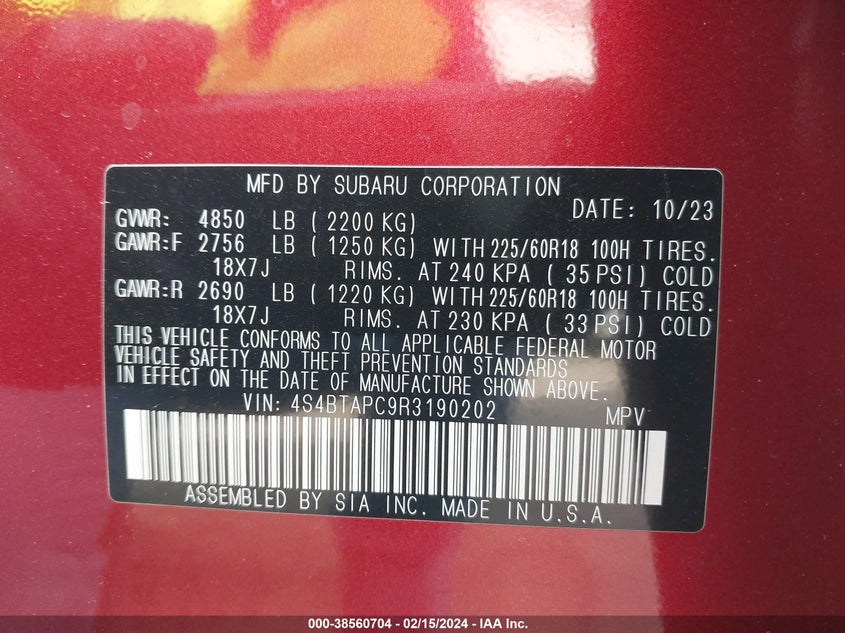 MFD BY SUBARU CORPORATION
DATE: 10/23
GVWR: 4850 LB ( 2200 KG)
GAWR:F 2756 LB ( 1250 KG) WITH 225/60R18 100H TIRES.
18X7J RIMS. AT 240 KPA ( 35 PSI) COLD
GAWR:R 2690 LB ( 1220 KG) WITH 225/60R18 100H TIRES.
18X7J RIMS. AT 230 KPA ( 33 PSI) COLD
THIS VEHICLE CONFORMS TO ALL APPLICABLE FEDERAL MOTOR
VEHICLE SAFETY AND THEFT PREVENTION STANDARDS
IN EFFECT ON THE DATE OF MANUFACTURE SHOWN ABOVE.
VIN: 4S4BTAPC9R3190202 MPV
ASSEMBLED BY SIA INC. MADE IN U.S.A.
000-38560704 - 02/15/2024 - IAA Inc.